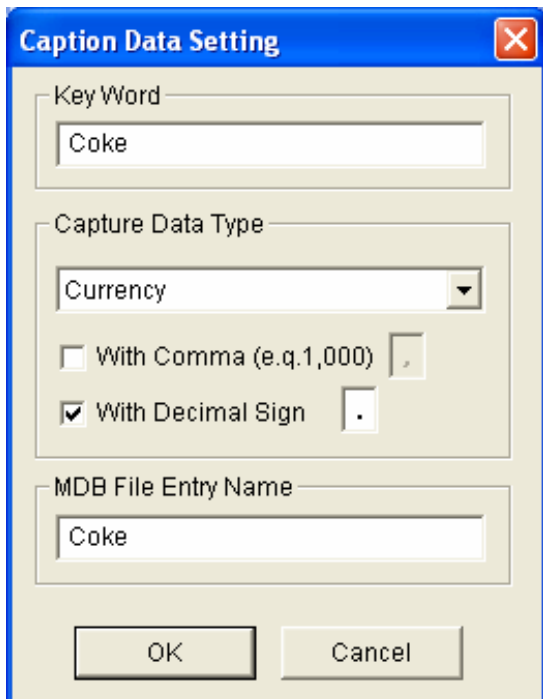 Caption Data Setting
Key Word
Coke
Capture Data Type
Currency
With Comma (e.q.1,000) ,
With Decimal Sign .
MDB File Entry Name
Coke
OK Cancel